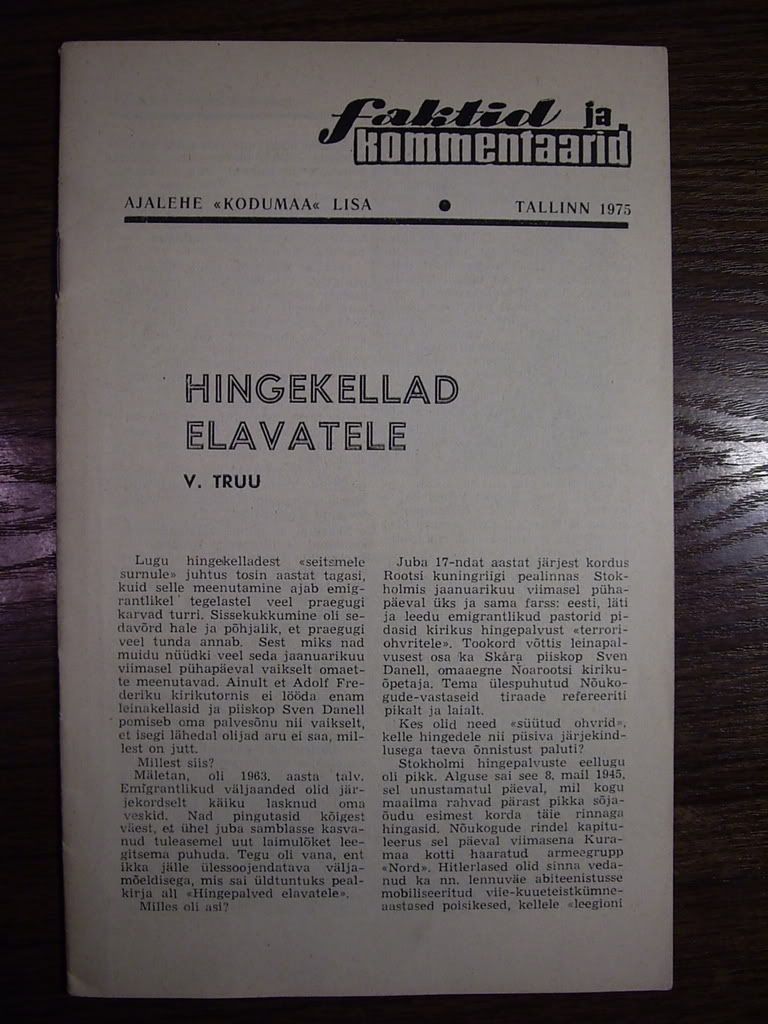 faktid ja
kommentaarid
AJALEHE «KODUMAA« LISA ● TALLINN 1975
HINGEKELLAD
ELAVATELE
V. TRUU
Lugu hingekelladest «seitsmele
surnule» juhtus tosin aastat tagasi,
kuid selle meenutamine ajab emig-
rantlikel tegelastel veel praegugi
karvad turri. Sissekukkumine oli se-
davõrd hale ja põhjalik, et praegugi
veel tunda annab. Sest miks nad
muidu nüüdki veel seda jaanuarikuu
viimasel pühapäeval vaikselt omaet-
te meenutavad. Ainult et Adolf Fre-
deriku kirikutornis ei lööda enam
leinakellasid ja piiskop Sven Danell
pomiseb oma palvesõnu nii vaikselt,
et isegi lähedal olijad aru ei saa, mil-
lest on jutt.
Millest siis?
Mäletan, oli 1963. aasta talv.
Emigrantlikud väljaanded olid jär-
jekordselt käiku lasknud oma
veskid. Nad pingutasid kõigest
väest, et ühel juba samblasse kasva-
nud tuleasemel uut laimulõket lee-
gitsema puhuda. Tegu oli vana, ent
ikka jälle ülessoojendatava välja-
mõeldisega, mis sai üldtuntuks peal-
kirja all «Hingepalved elavatele».
Milles oli asi?
Juba 17-ndat aastat järjest kordus
Rootsi kuningriigi pealinnas Stok-
holmis jaanuarikuu viimasel püha-
päeval üks ja sama farss: eesti, läti
ja leedu emigrantlikud pastorid pi-
dasid kirikus hingepalvust «terrori-
ohvritele». Tookord võttis leinapal-
vusest osa ka Skåra piiskop Sven
Danell, omaaegne Noarootsi kiriku-
õpetaja. Tema ülespuhutud Nõuko-
gude-vastaseid tiraade refereeriti
pikalt ja laialt.
Kes olid need «süütud ohvrid»,
kelle hingedele nii püsiva järjekind-
lusega taeva õnnistust paluti?
Stokholmi hingepalvuste eellugu
oli pikk. Alguse sai see 8. mail 1945,
sel unustamatul päeval, mil kogu
maailma rahvad pärast pikka sõja-
õudu esimest korda täie rinnaga
hingasid. Nõukogude rindel kapitu-
leerus sel päeval viimasena Kura-
maa kotti haaratud armeegrupp
«Nord». Hitlerlased olid sinna veda-
nud ka nn. lennuväe abiteenistusse
mobiliseeritud viie-kuueteistkümne-
aastased poisikesed, kellele «leegioni